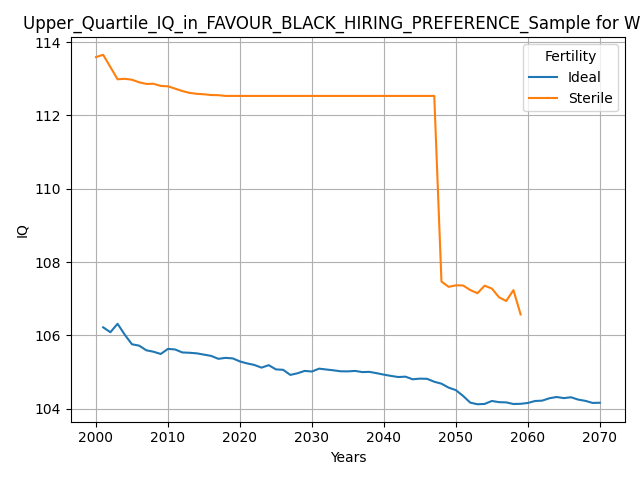 Upper_Quartile_IQ_in_FAVOUR_BLACK_HIRING_PREFERENCE_Sample for W
114
112
110
108
106
104
IQ
Fertility
Ideal
Sterile
2000 2010 2020 2030 2040 2050 2060 2070
Years